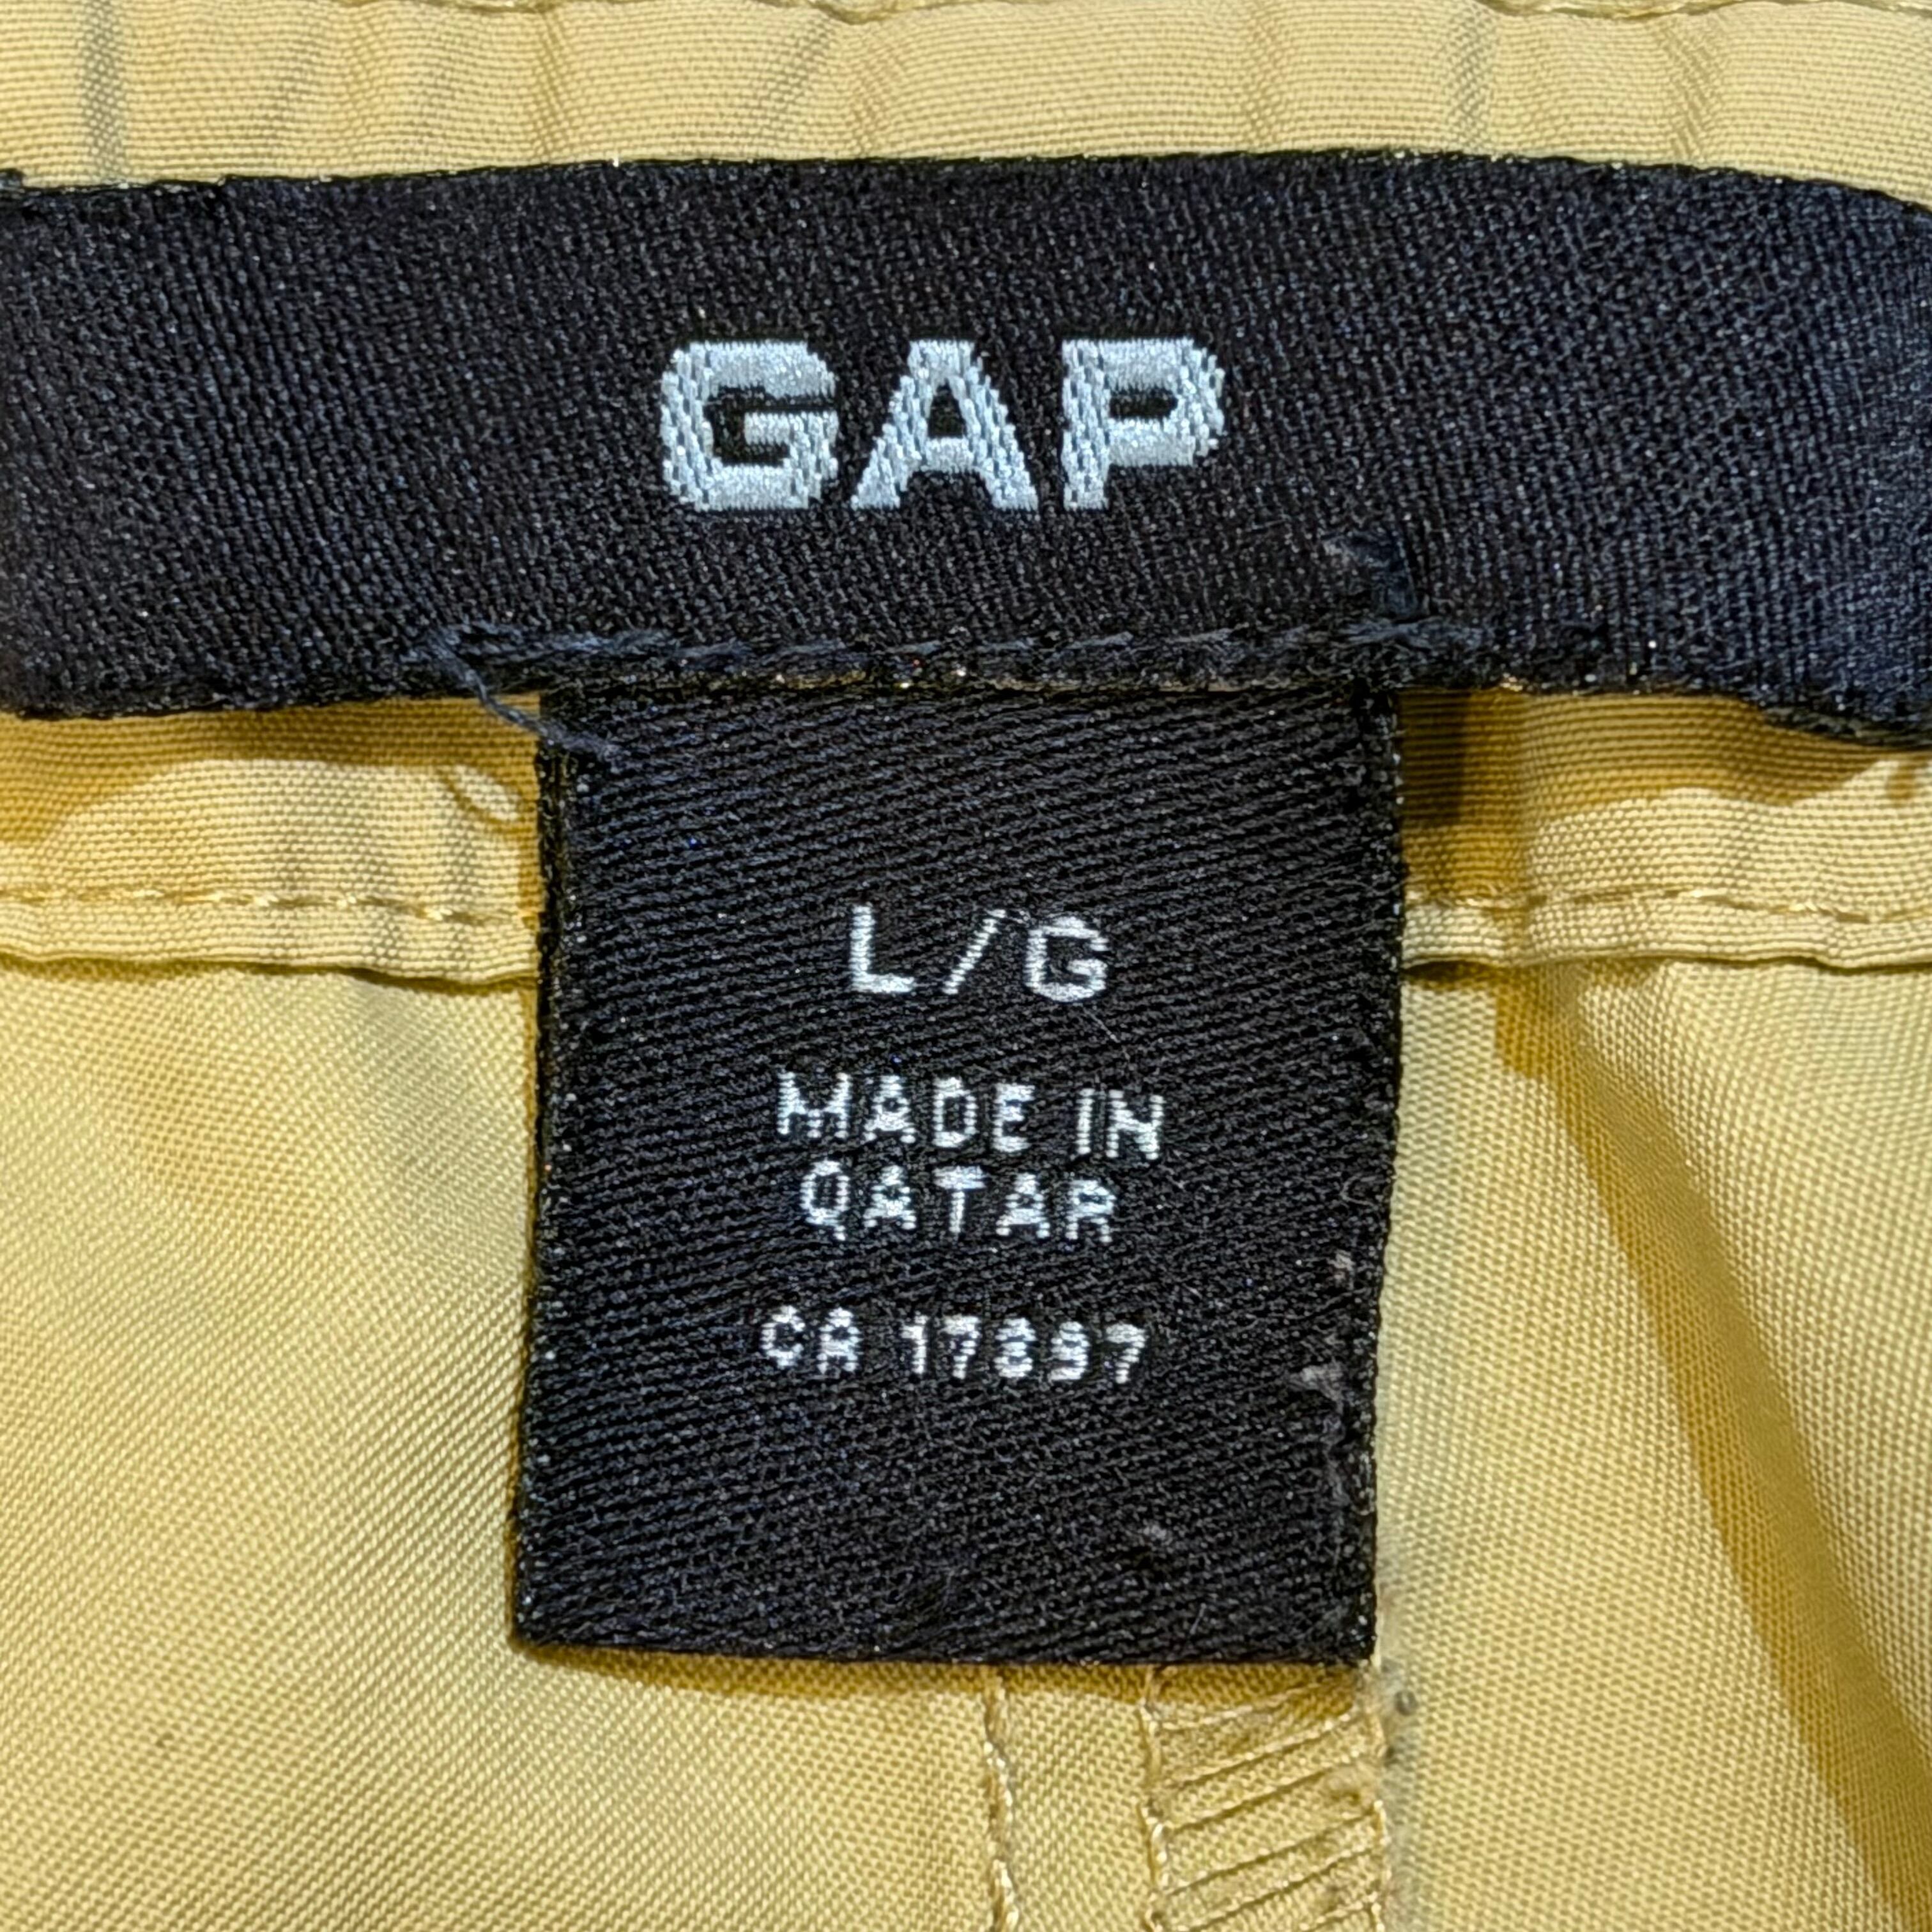 GAP
L/G
MADE IN
QATAR
CA 17897